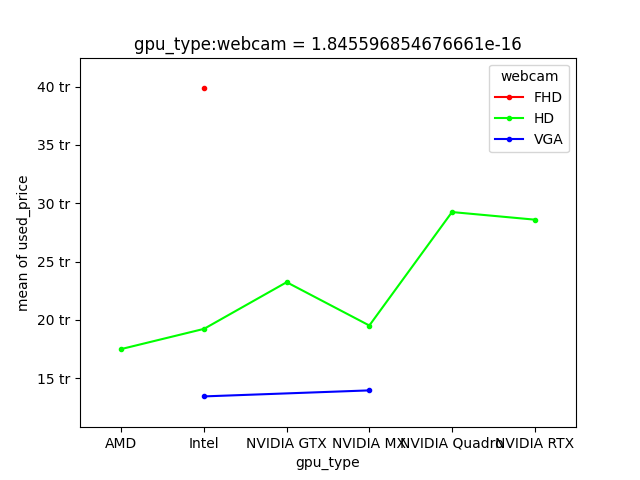 gpu_type:webcam = 1.845596854676661e-16
webcam
FHD
HD
VGA
mean of used_price
40 tr
35 tr
30 tr
25 tr
20 tr
15 tr
AMD
Intel
NVIDIA GTX
NVIDIA MX
NVIDIA Quadro
NVIDIA RTX
gpu_type